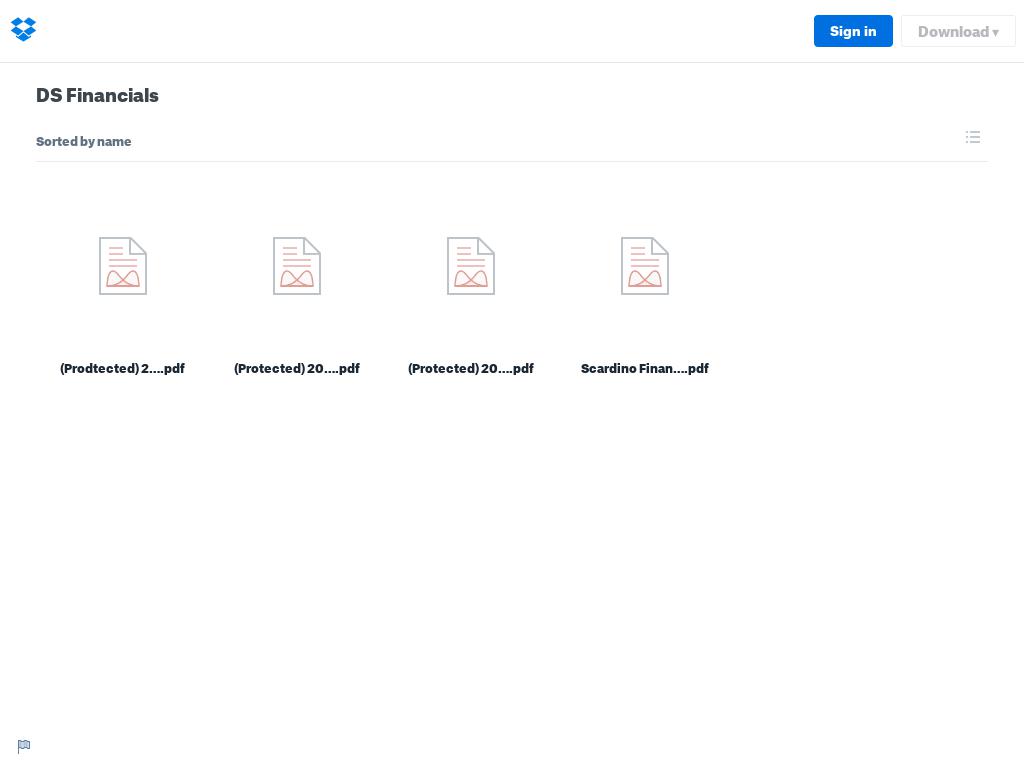 Sign in
Download ▾
DS Financials
Sorted by name
(Prodtected) 2....pdf
(Protected) 20....pdf
(Protected) 20....pdf
Scardino Finan....pdf